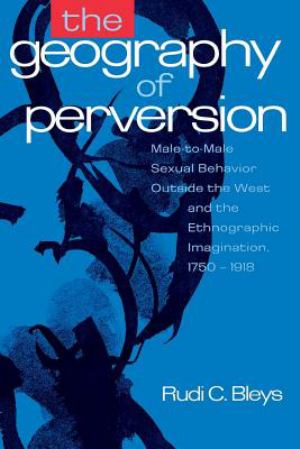 the
geography
of
perversion
Male-to-Male
Sexual Behavior
Outside the West
and the
Ethnographic
Imagination,
1750 – 1918
Rudi C. Bleys